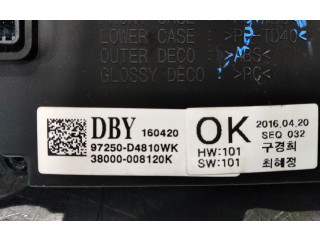 LOWER CASE : >PP-TD40<
OUTER DECO : >ABS<
GLOSSY DECO : >PC<
DBY 160420
97250-D4810WK
38000-008120K
OK
HW:101
SW:101
2016.04.20
SEQ 032
구경희
최혜정